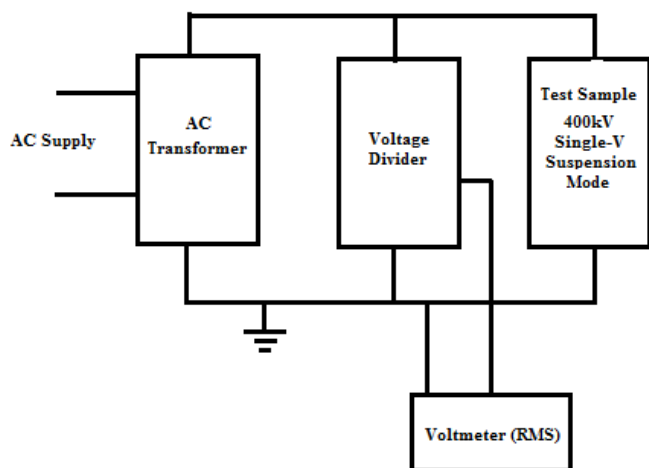 AC Supply
AC
Transformer
Voltage
Divider
Test Sample
400kV
Single-V
Suspension
Mode
Voltmeter (RMS)